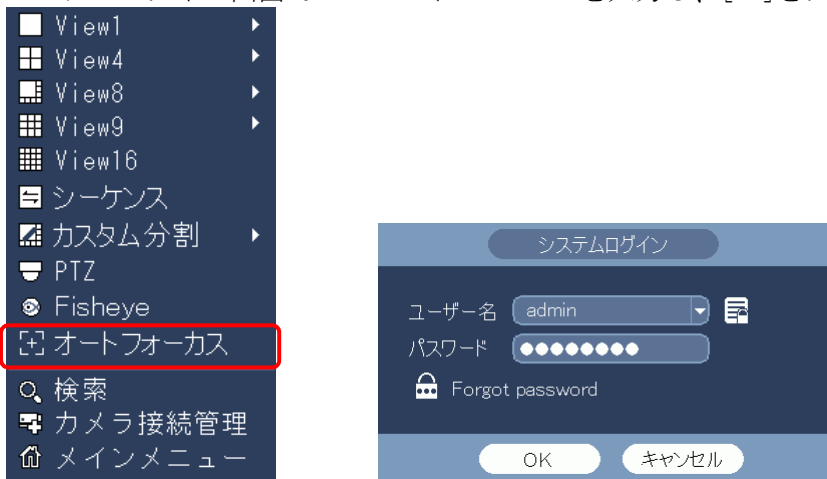 View1
View4
View8
View9
View16
シーケンス
カスタム分割
PTZ
Fisheye
オートフォーカス
検索
カメラ接続管理
メインメニュー
システムログイン
ユーザー名 admin
パスワード ●●●●●●●●
Forgot password
OK キャンセル